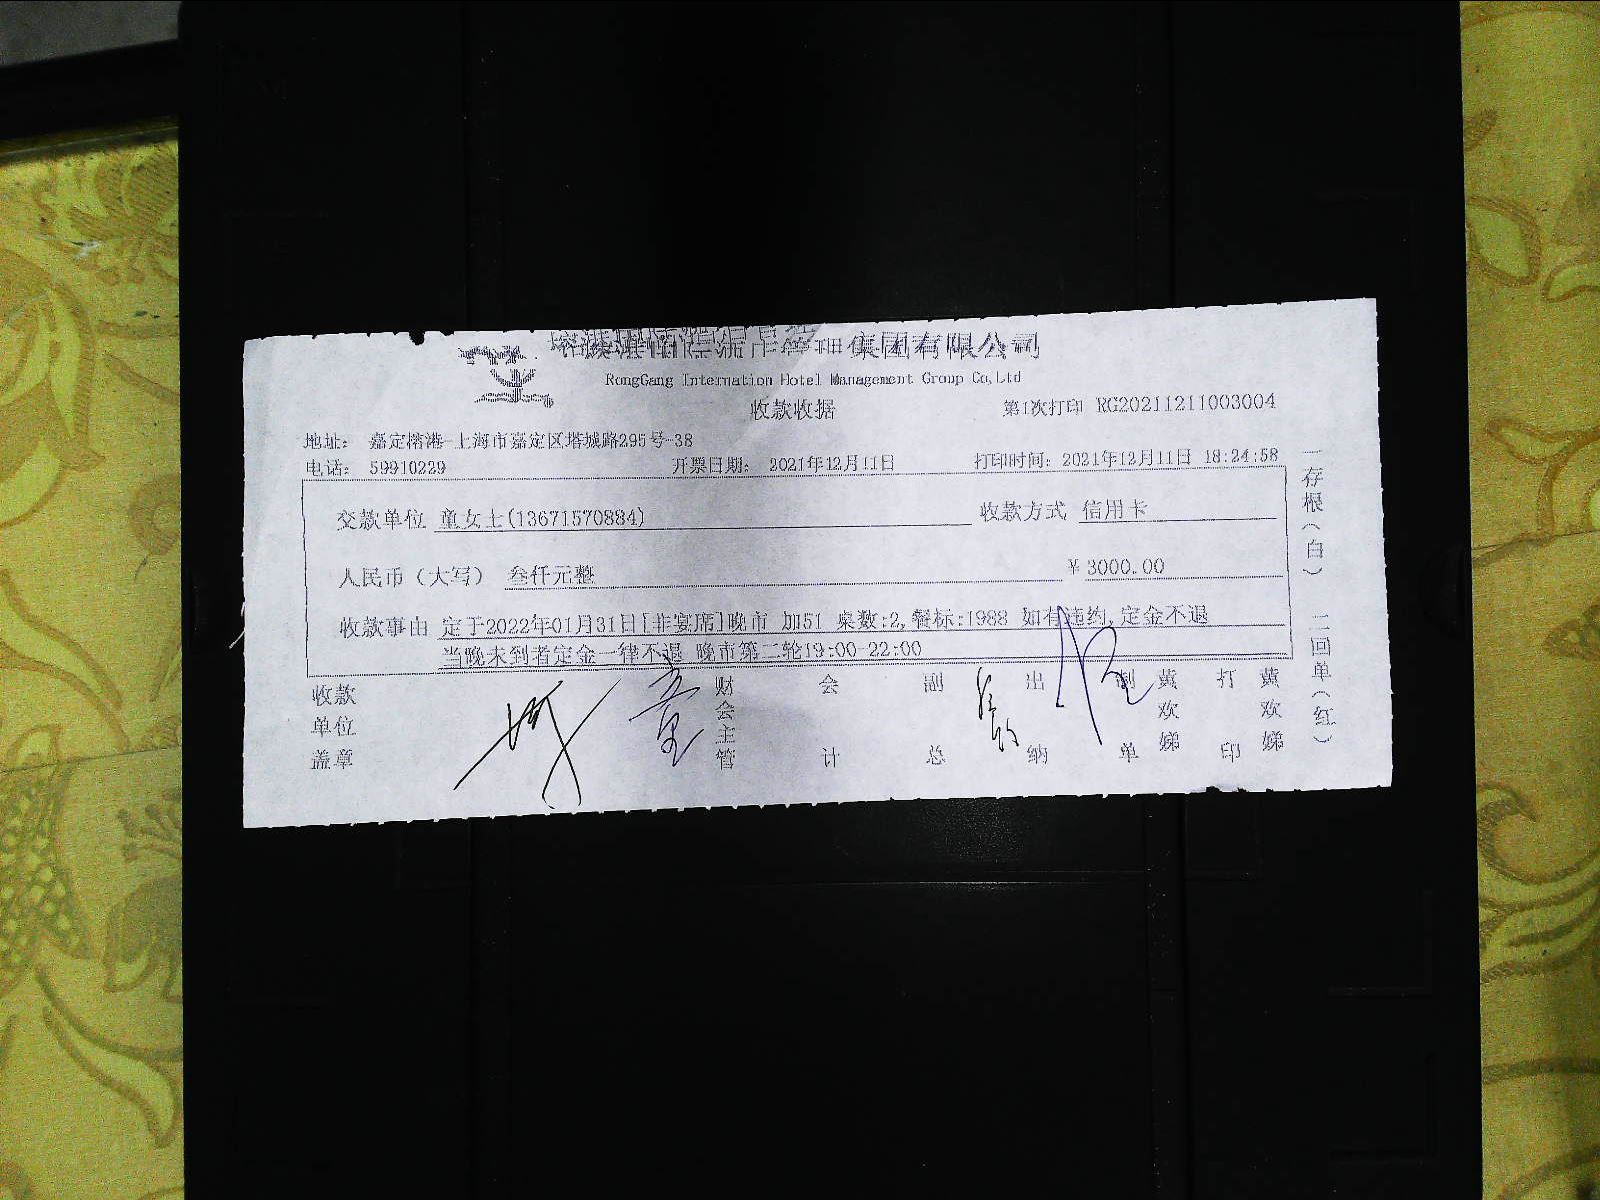 集团有限公司
RongGang Internation Hotel Management Group Co,Ltd
收款收据
第1次打印 RG20211211003004
地址： 嘉定榕港-上海市嘉定区塔城路295号-38
电话： 59910229 开票日期： 2021年12月11日 打印时间：2021年12月11日 18:24:58
交款单位 童女士(13671570884) 收款方式 信用卡
人民币（大写） 叁仟元整 ￥3000.00
收款事由 定于2022年01月31日[非宴席]晚市 加51 桌数:2,餐标:1988 如有违约,定金不退
当晚未到者定金一律不退 晚市第二轮19:00-22:00
收款单位盖章
童
财会主管
会计
副总
出纳
制单
黄欢娣
打印
黄欢娣
一存根（白） 二回单（红）